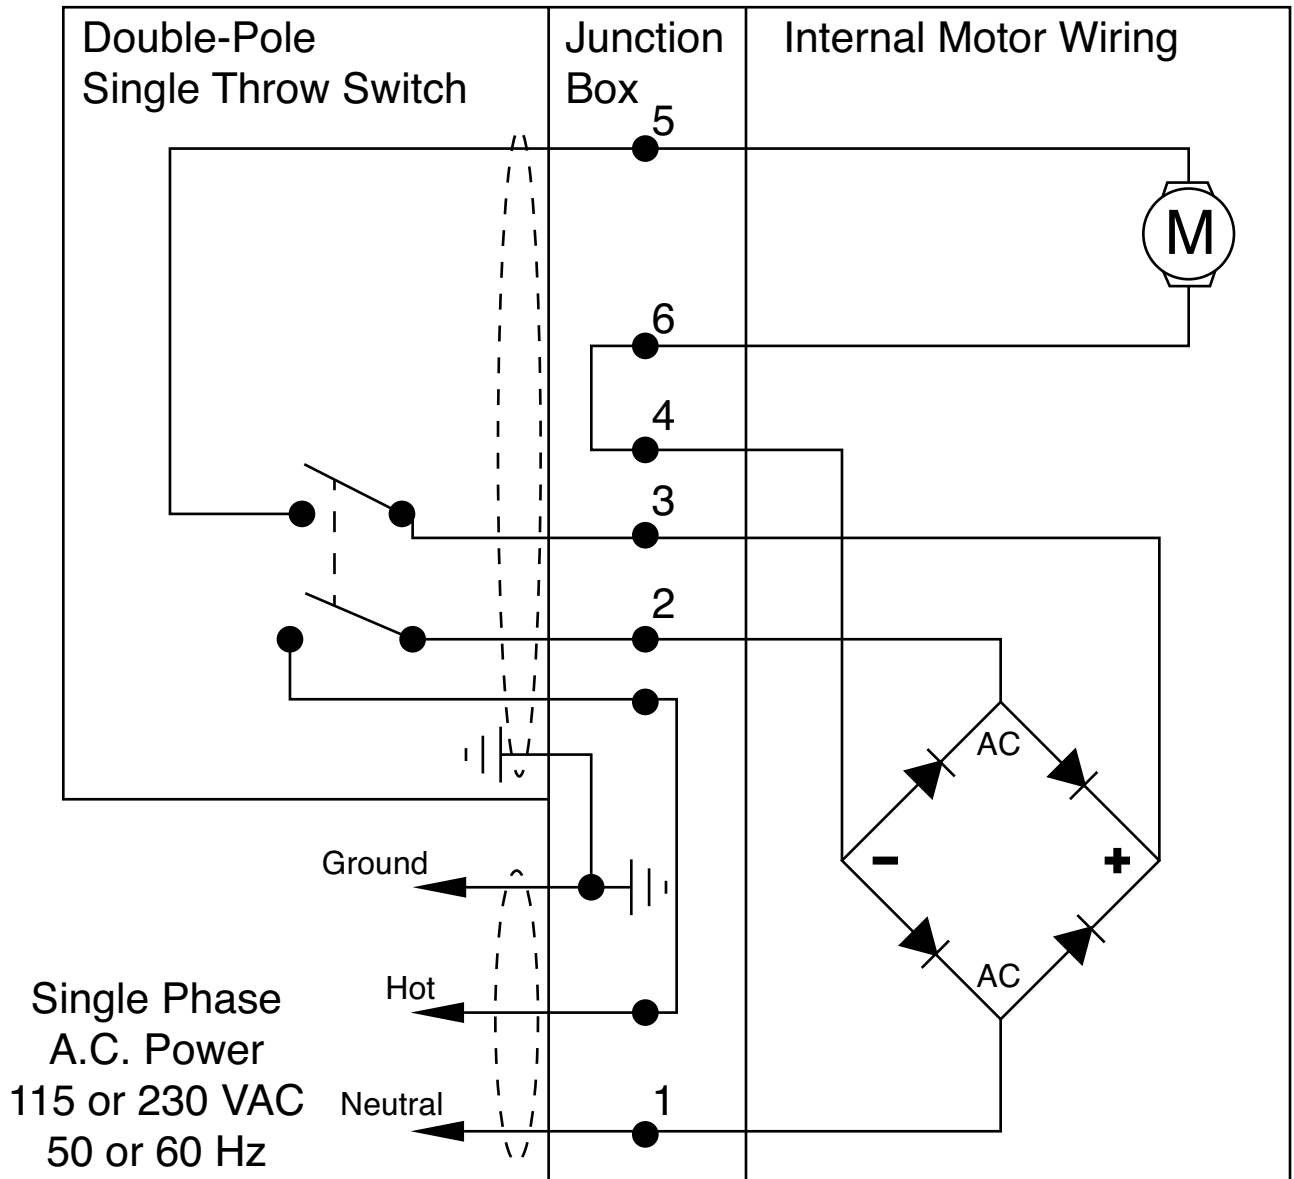 Double-Pole
Single Throw Switch
Junction
Box
Internal Motor Wiring
5
M
6
4
3
2
AC
Ground
AC
Hot
Single Phase
A.C. Power
115 or 230 VAC
50 or 60 Hz
Neutral
1